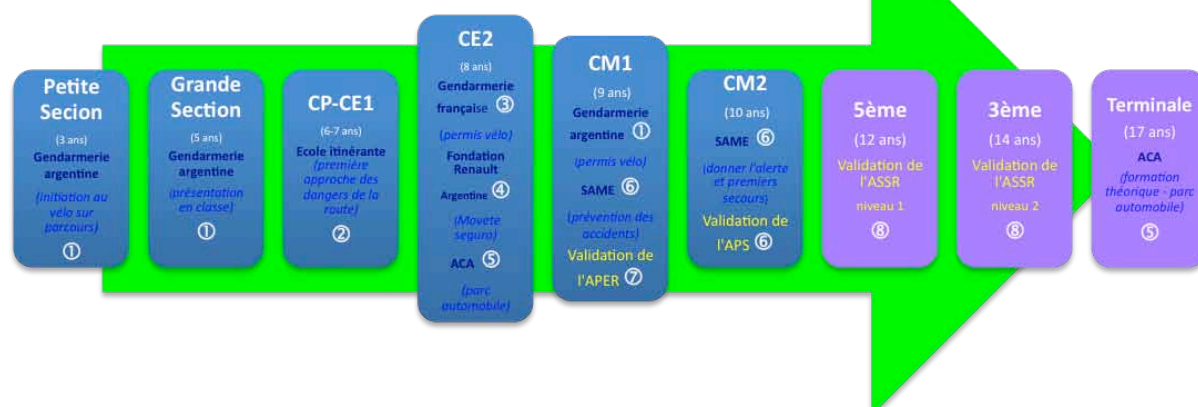 Petite
Secion
(3 ans)
Gendarmerie
argentine
(initiation au
vélo sur
parcours)
①
Grande
Section
(5 ans)
Gendarmerie
argentine
(présentation
en classe)
①
CP-CE1
(6-7 ans)
Ecole itinérante
(première
approche des
dangers de la
route)
②
CE2
(8 ans)
Gendarmerie
française ③
(permis vélo)
Fondation
Renault
Argentine ④
(Movete
seguro)
ACA ⑤
(parc
automobile)
CM1
(9 ans)
Gendarmerie
argentine ①
(permis vélo)
SAME ⑥
(prévention des
accidents)
Validation de
l'APER ⑦
CM2
(10 ans)
SAME ⑥
(donner l'alerte
et premiers
secours)
Validation de
l'APS ⑥
5ème
(12 ans)
Validation de
l'ASSR
niveau 1
⑧
3ème
(14 ans)
Validation de
l'ASSR
niveau 2
⑧
Terminale
(17 ans)
ACA
(formation
théorique - parc
automobile)
⑤